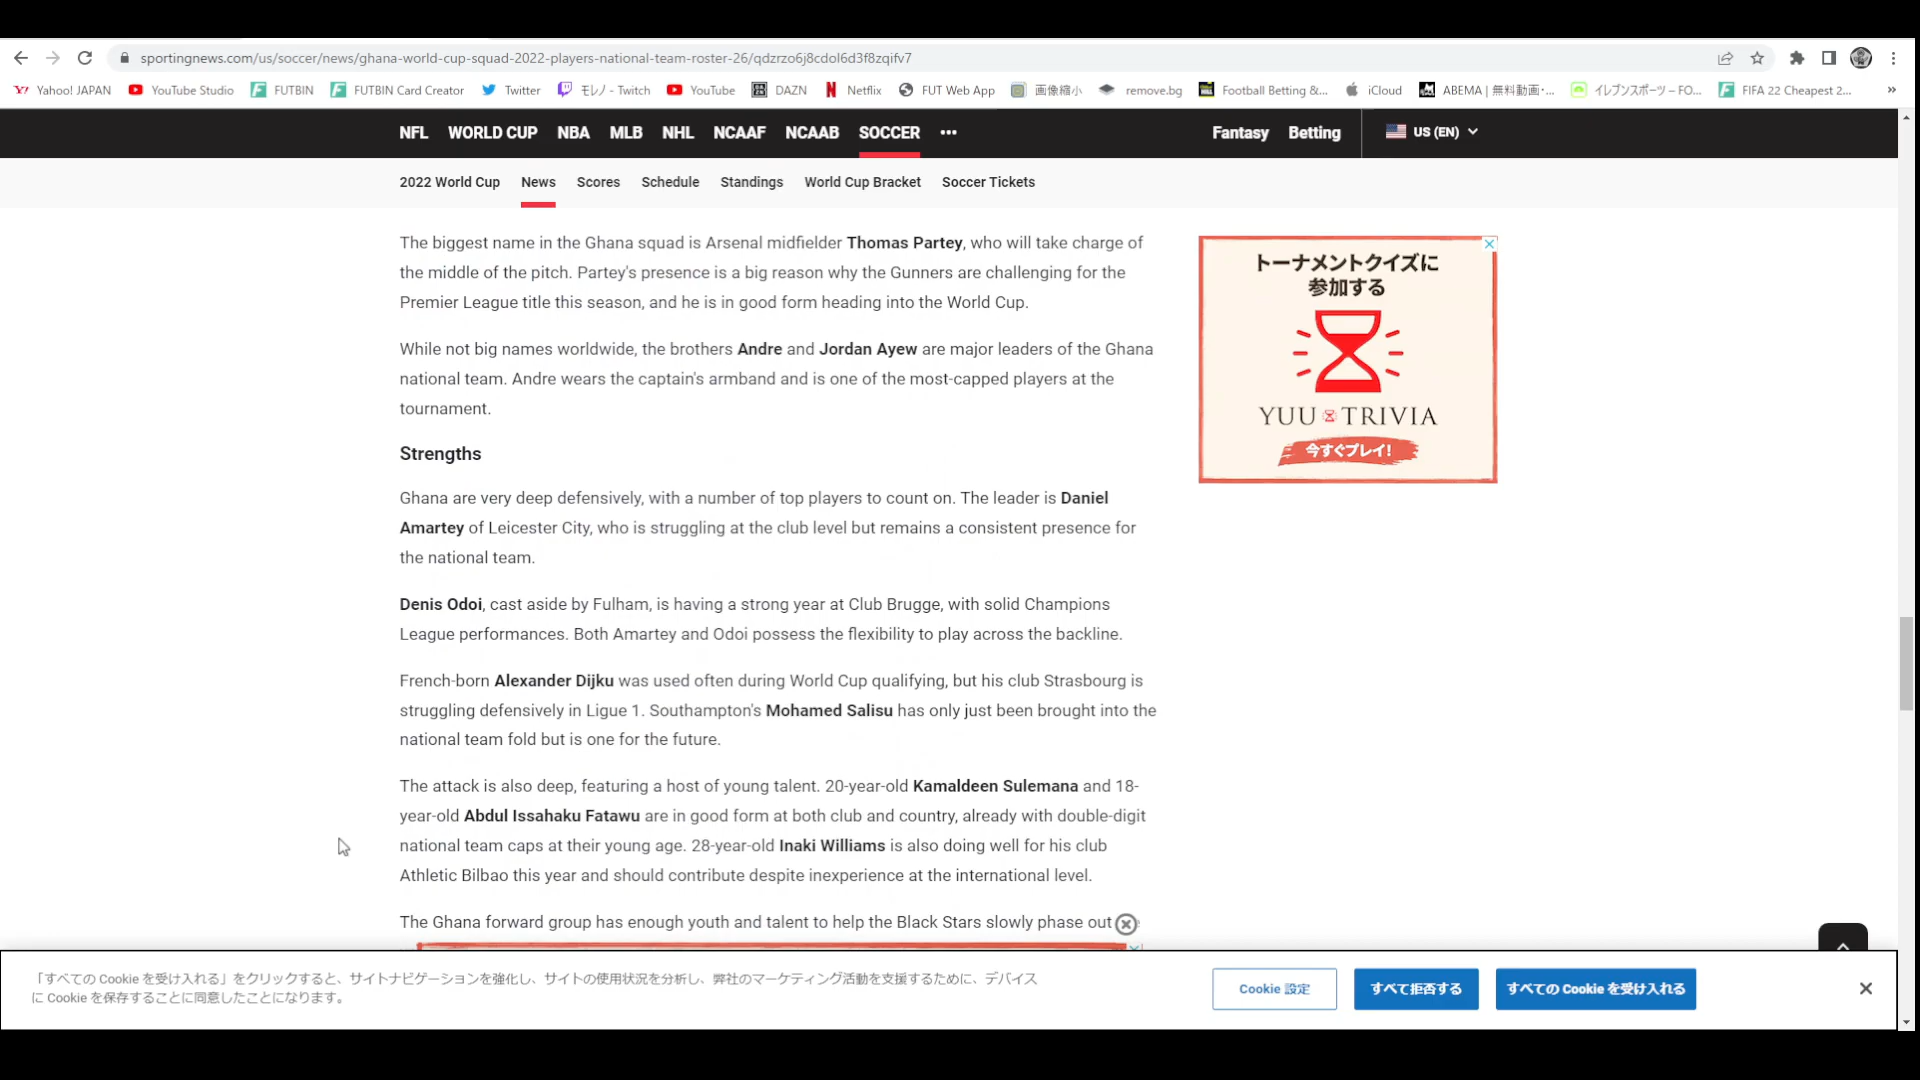 sportingnews.com/us/soccer/news/ghana-world-cup-squad-2022-players-national-team-roster-26/qdzrzo6j8cdol6d3f8zqifv7
Yahoo! JAPAN YouTube Studio FUTBIN FUTBIN Card Creator Twitter モレノ - Twitch YouTube DAZN Netflix FUT Web App 画像縮小 remove.bg Football Betting &... iCloud ABEMA | 無料動画・... イレブンスポーツ – FO... FIFA 22 Cheapest 2... »
NFL WORLD CUP NBA MLB NHL NCAAF NCAAB SOCCER ••• Fantasy Betting US (EN)
2022 World Cup News Scores Schedule Standings World Cup Bracket Soccer Tickets
The biggest name in the Ghana squad is Arsenal midfielder Thomas Partey, who will take charge of
the middle of the pitch. Partey's presence is a big reason why the Gunners are challenging for the
Premier League title this season, and he is in good form heading into the World Cup.
While not big names worldwide, the brothers Andre and Jordan Ayew are major leaders of the Ghana
national team. Andre wears the captain's armband and is one of the most-capped players at the
tournament.
Strengths
Ghana are very deep defensively, with a number of top players to count on. The leader is Daniel
Amartey of Leicester City, who is struggling at the club level but remains a consistent presence for
the national team.
Denis Odoi, cast aside by Fulham, is having a strong year at Club Brugge, with solid Champions
League performances. Both Amartey and Odoi possess the flexibility to play across the backline.
French-born Alexander Dijku was used often during World Cup qualifying, but his club Strasbourg is
struggling defensively in Ligue 1. Southampton's Mohamed Salisu has only just been brought into the
national team fold but is one for the future.
The attack is also deep, featuring a host of young talent. 20-year-old Kamaldeen Sulemana and 18-
year-old Abdul Issahaku Fatawu are in good form at both club and country, already with double-digit
national team caps at their young age. 28-year-old Inaki Williams is also doing well for his club
Athletic Bilbao this year and should contribute despite inexperience at the international level.
The Ghana forward group has enough youth and talent to help the Black Stars slowly phase out
トーナメントクイズに
参加する
YUU TRIVIA
今すぐプレイ!
「すべての Cookie を受け入れる」をクリックすると、サイトナビゲーションを強化し、サイトの使用状況を分析し、弊社のマーケティング活動を支援するために、デバイス
に Cookie を保存することに同意したことになります。
Cookie 設定
すべて拒否する
すべての Cookie を受け入れる